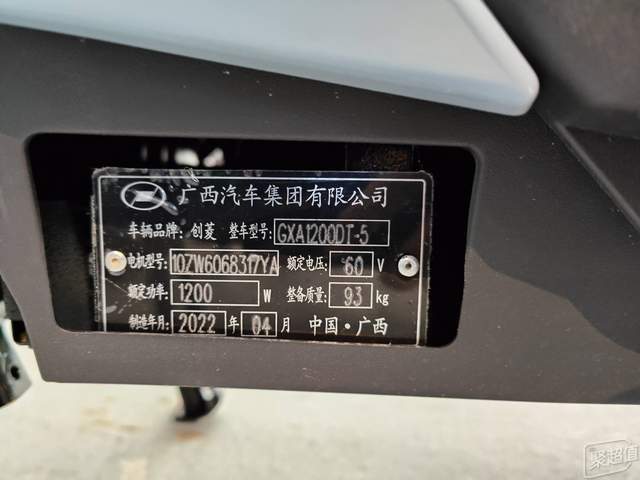 广西汽车集团有限公司
车辆品牌: 创菱 整车型号: GXA1200DT-5
电机型号: 10ZW6068317YA 额定电压: 60 V
额定功率: 1200 W 整备质量: 93 kg
制造年月: 2022 年 04 月 中国·广西
聚超值